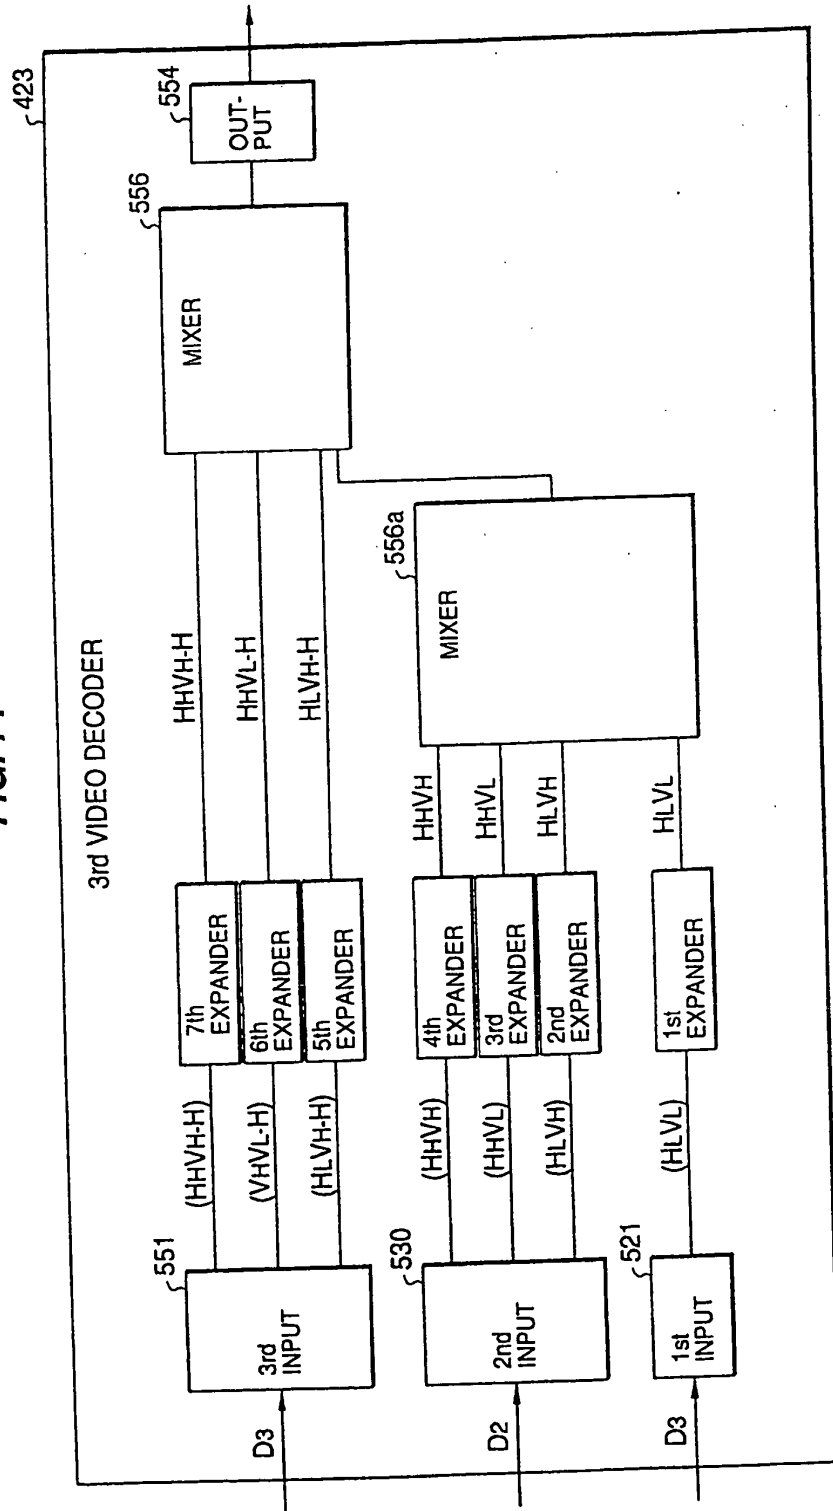 423
3rd VIDEO DECODER
D3
3rd
INPUT
551
(HHVH-H)
(VHVL-H)
(HLVH-H)
7th
EXPANDER
6th
EXPANDER
5th
EXPANDER
HHVH-H
HHVL-H
HLVH-H
MIXER
556
OUT-
PUT
554
D2
2nd
INPUT
530
(HHVH)
(HHVL)
(HLVH)
4th
EXPANDER
3rd
EXPANDER
2nd
EXPANDER
HHVH
HHVL
HLVH
MIXER
556a
D3
1st
INPUT
521
(HLVL)
1st
EXPANDER
HLVL